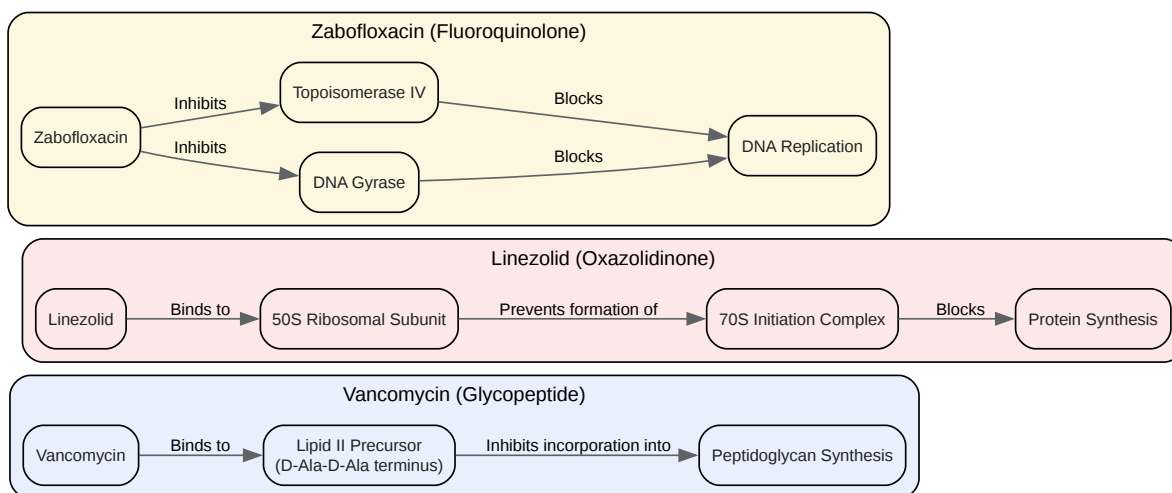 Zabofloxacin (Fluoroquinolone)
Zabofloxacin
Inhibits
Inhibits
Topoisomerase IV
DNA Gyrase
Blocks
Blocks
DNA Replication
Linezolid (Oxazolidinone)
Linezolid
Binds to
50S Ribosomal Subunit
Prevents formation of
70S Initiation Complex
Blocks
Protein Synthesis
Vancomycin (Glycopeptide)
Vancomycin
Binds to
Lipid II Precursor
(D-Ala-D-Ala terminus)
Inhibits incorporation into
Peptidoglycan Synthesis